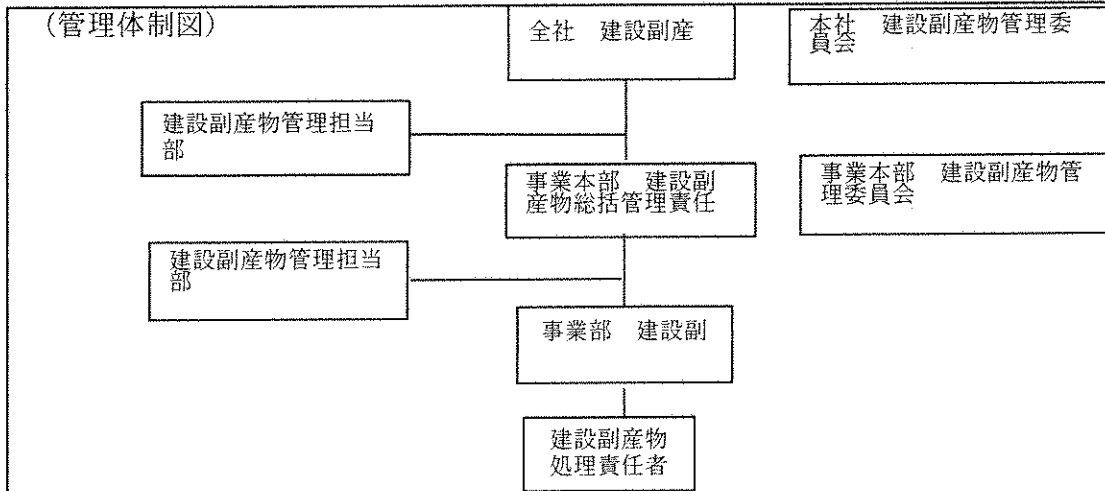 (管理体制図)
全社　建設副産
本社　建設副産物管理委
員会
建設副産物管理担当
部
事業本部　建設副
産物総括管理責任
事業本部　建設副産物管
理委員会
建設副産物管理担当
部
事業部　建設副
建設副産物
処理責任者